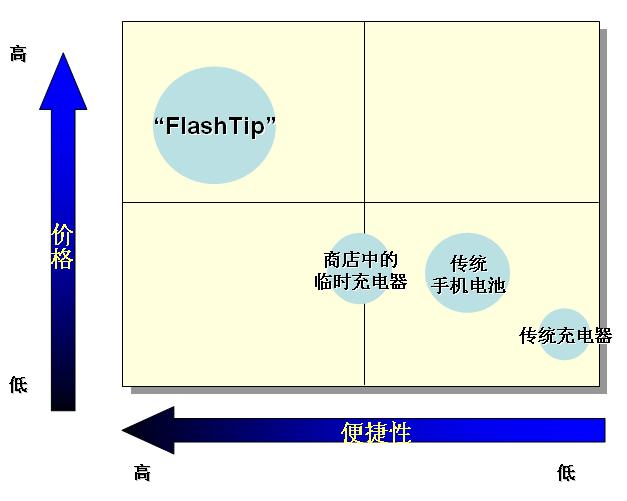 高
“FlashTip”
价
格
商店中的
临时充电器
传统
手机电池
传统充电器
低
便捷性
高
低